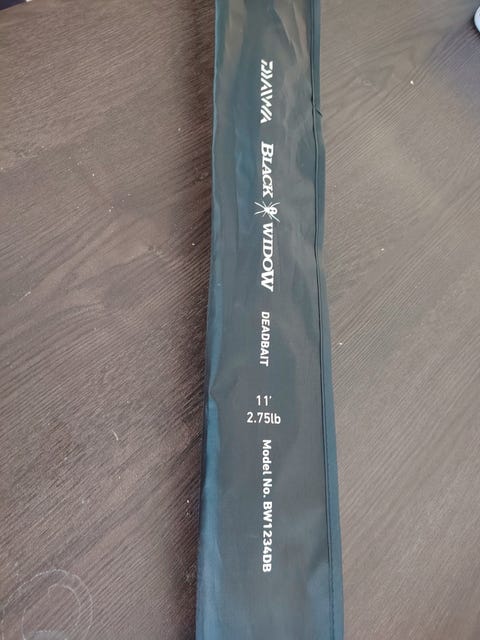 DAIWA
BLACK WIDOW
DEADBAIT
11'
2.75lb
Model No. BW1234DB